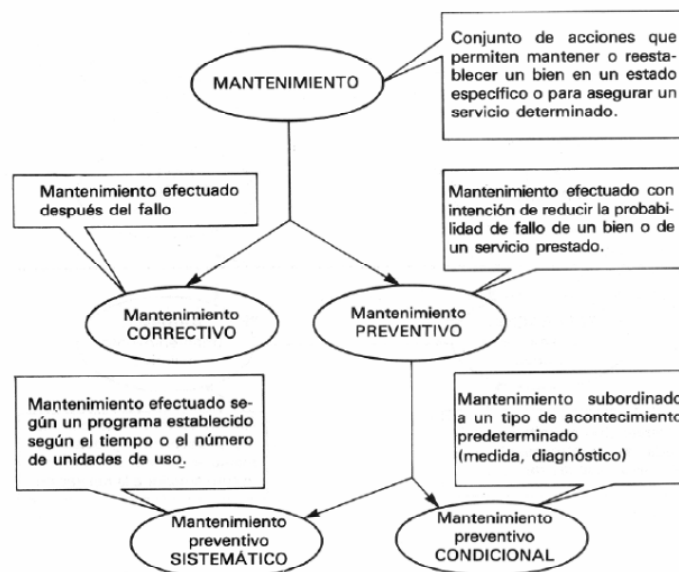 Conjunto de acciones que
permiten mantener o reesta-
blecer un bien en un estado
específico o para asegurar un
servicio determinado.
MANTENIMIENTO
Mantenimiento efectuado
después del fallo
Mantenimiento efectuado con
intención de reducir la probabi-
lidad de fallo de un bien o de
un servicio prestado.
Mantenimiento
CORRECTIVO
Mantenimiento
PREVENTIVO
Mantenimiento efectuado se-
gún un programa establecido
según el tiempo o el número
de unidades de uso.
Mantenimiento subordinado
a un tipo de acontecimiento
predeterminado
(medida, diagnóstico)
Mantenimiento
preventivo
SISTEMÁTICO
Mantenimiento
preventivo
CONDICIONAL